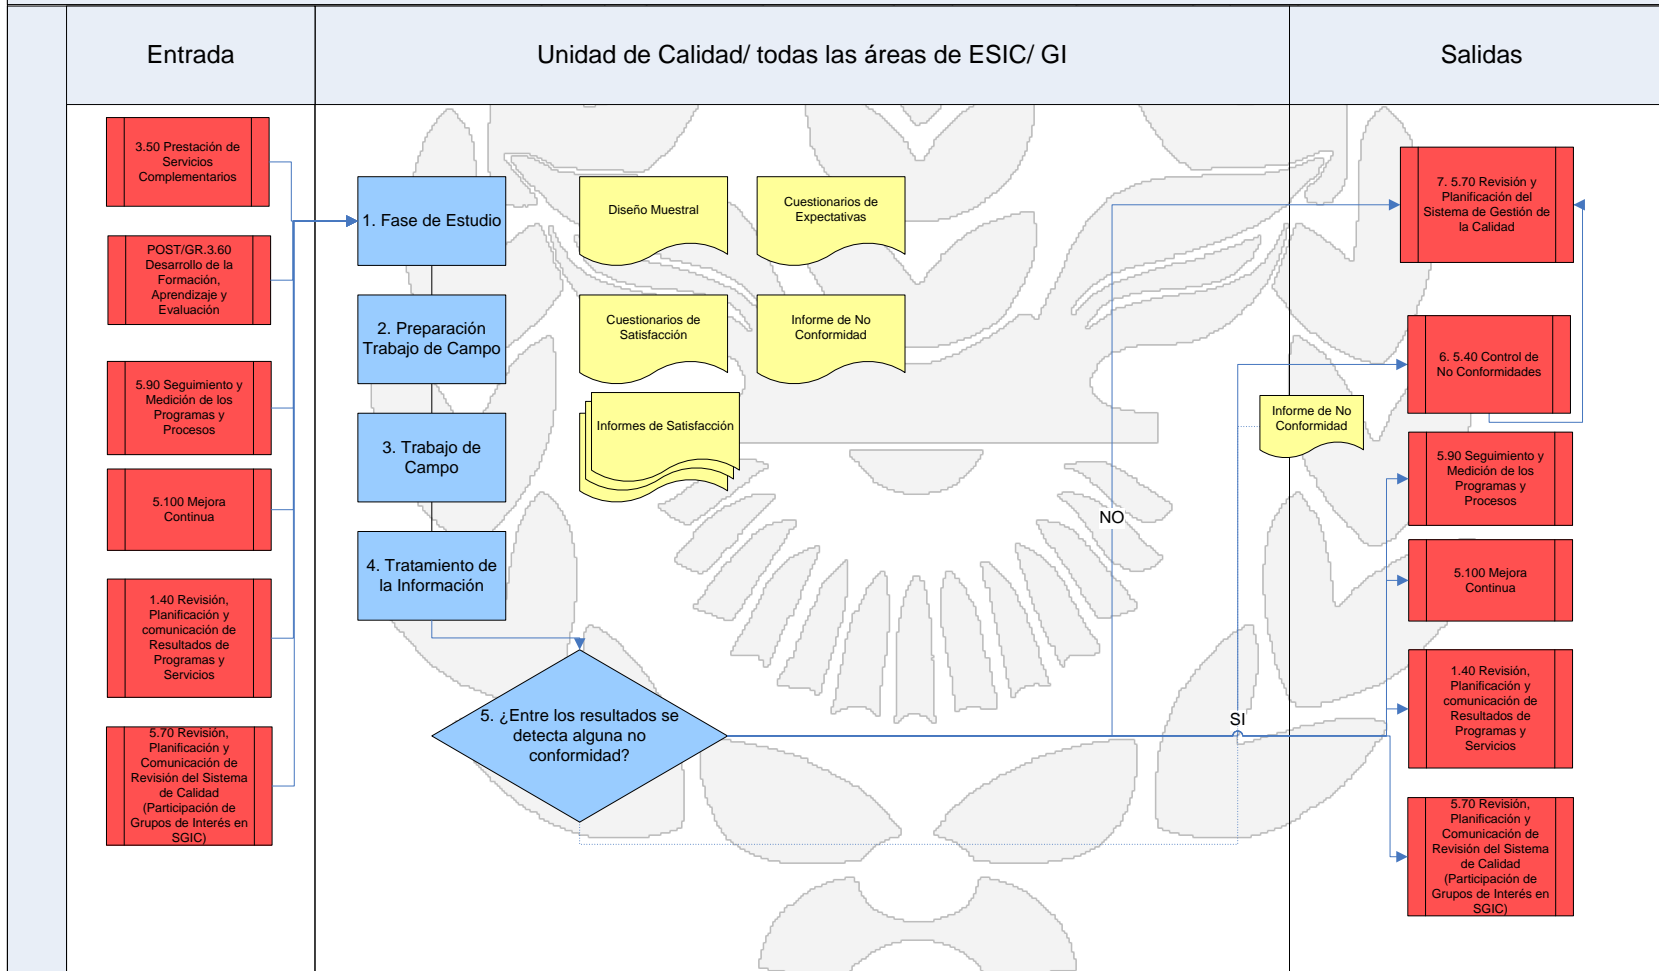 Entrada
Unidad de Calidad/ todas las áreas de ESIC/ GI
Salidas
3.50 Prestación de
Servicios
Complementarios
POST/GR.3.60
Desarrollo de la
Formación,
Aprendizaje y
Evaluación
5.90 Seguimiento y
Medición de los
Programas y
Procesos
5.100 Mejora
Continua
1.40 Revisión,
Planificación y
comunicación de
Resultados de
Programas y
Servicios
5.70 Revisión,
Planificación y
Comunicación de
Revisión del Sistema
de Calidad
(Participación de
Grupos de Interés en
SGIC)
1. Fase de Estudio
2. Preparación
Trabajo de Campo
3. Trabajo de
Campo
4. Tratamiento de
la Información
5. ¿Entre los resultados se
detecta alguna no
conformidad?
Diseño Muestral
Cuestionarios de
Expectativas
Cuestionarios de
Satisfacción
Informe de No
Conformidad
Informes de Satisfacción
NO
SI
Informe de No
Conformidad
7. 5.70 Revisión y
Planificación del
Sistema de Gestión de
la Calidad
6. 5.40 Control de
No Conformidades
5.90 Seguimiento y
Medición de los
Programas y
Procesos
5.100 Mejora
Continua
1.40 Revisión,
Planificación y
comunicación de
Resultados de
Programas y
Servicios
5.70 Revisión,
Planificación y
Comunicación de
Revisión del Sistema
de Calidad
(Participación de
Grupos de Interés en
SGIC)